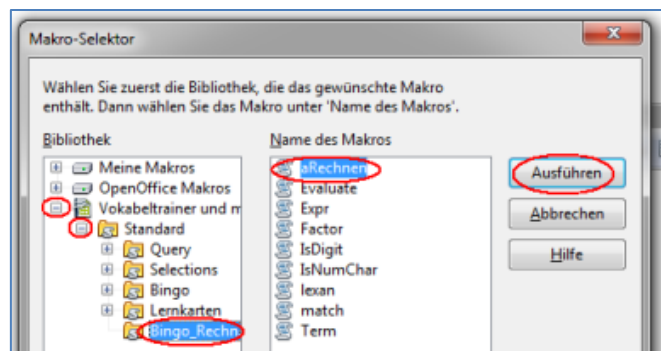 Makro-Selektor
Wählen Sie zuerst die Bibliothek, die das gewünschte Makro
enthält. Dann wählen Sie das Makro unter 'Name des Makros'.
Bibliothek
Meine Makros
OpenOffice Makros
Vokabeltrainer und m
Standard
Query
Selections
Bingo
Lernkarten
Bingo_Rechn
Name des Makros
aRechnen
Evaluate
Expr
Factor
IsDigit
IsNumChar
lexan
match
Term
Ausführen
Abbrechen
Hilfe